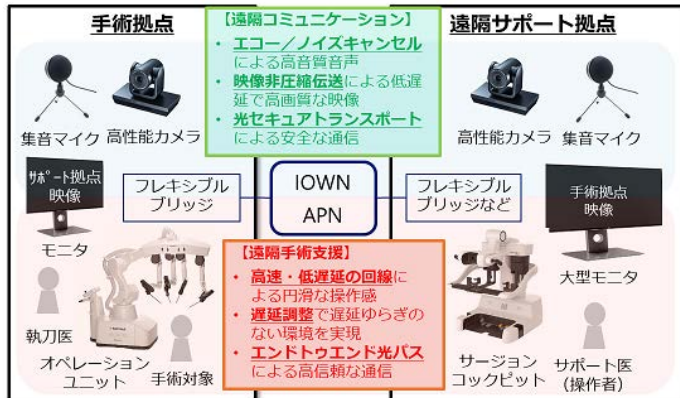 手術拠点
集音マイク
高性能カメラ
サポート拠点
映像
モニタ
フレキシブル
ブリッジ
執刀医
オペレーション
ユニット
手術対象
【遠隔コミュニケーション】
• エコー／ノイズキャンセル
による高音質音声
• 映像非圧縮伝送による低遅
延で高画質な映像
• 光セキュアトランスポート
による安全な通信
IOWN
APN
【遠隔手術支援】
• 高速・低遅延の回線に
よる円滑な操作感
• 遅延調整で遅延ゆらぎの
ない環境を実現
• エンドトゥエンド光パス
による高信頼な通信
遠隔サポート拠点
高性能カメラ
集音マイク
フレキシブル
ブリッジなど
手術拠点
映像
大型モニタ
サージョン
コックピット
サポート医
（操作者）